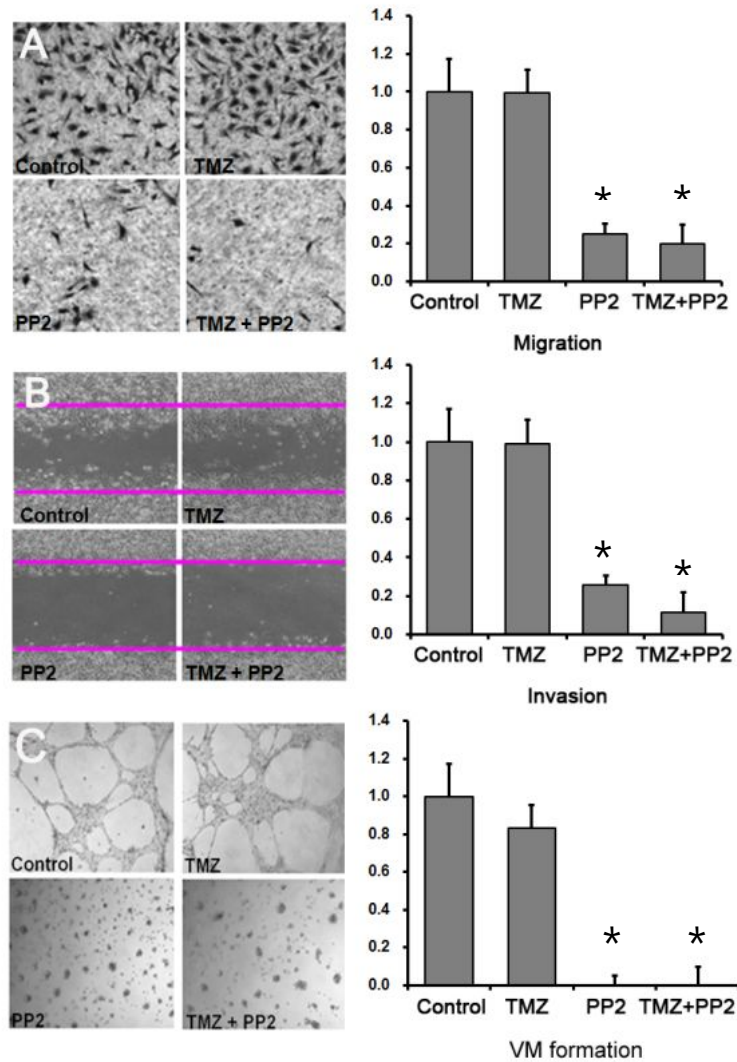 A
Control
TMZ
PP2
TMZ + PP2
1.4
1.2
1.0
0.8
0.6
0.4
0.2
0.0
*
*
Control TMZ PP2 TMZ+PP2
Migration
B
Control
TMZ
PP2
TMZ + PP2
1.4
1.2
1.0
0.8
0.6
0.4
0.2
0.0
*
*
Control TMZ PP2 TMZ+PP2
Invasion
C
Control
TMZ
PP2
TMZ + PP2
1.4
1.2
1.0
0.8
0.6
0.4
0.2
0.0
*
*
Control TMZ PP2 TMZ+PP2
VM formation